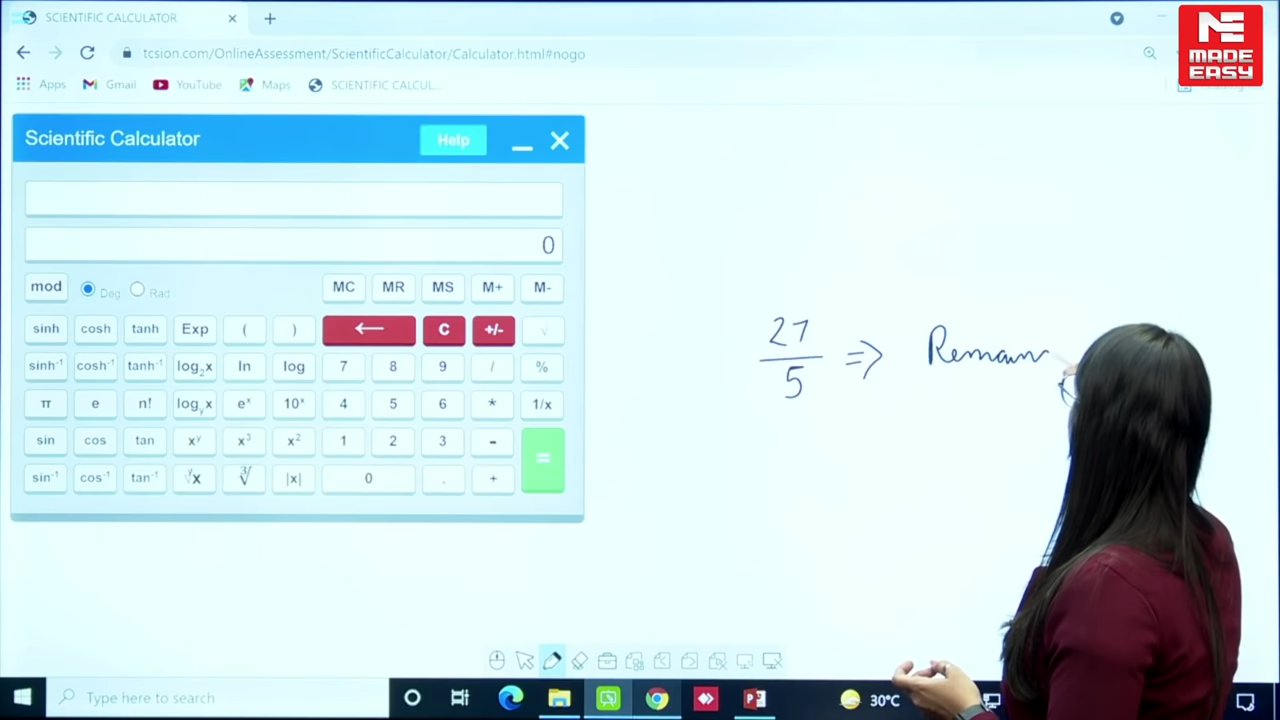 SCIENTIFIC CALCULATOR
tcsion.com/OnlineAssessment/ScientificCalculator/Calculator.html#nogo
Apps Gmail YouTube Maps SCIENTIFIC CALCUL...
MADE
EASY
Scientific Calculator Help
0
mod Deg Rad MC MR MS M+ M-
sinh cosh tanh Exp ( ) ← C +/- √
sinh⁻¹ cosh⁻¹ tanh⁻¹ log₂x ln log 7 8 9 / %
π e n! logᵧx eˣ 10ˣ 4 5 6 * 1/x
sin cos tan xʸ x³ x² 1 2 3 - =
sin⁻¹ cos⁻¹ tan⁻¹ ʸ√x ∛ |x| 0 . +
27
5
⇒ Remain
Type here to search
30°C